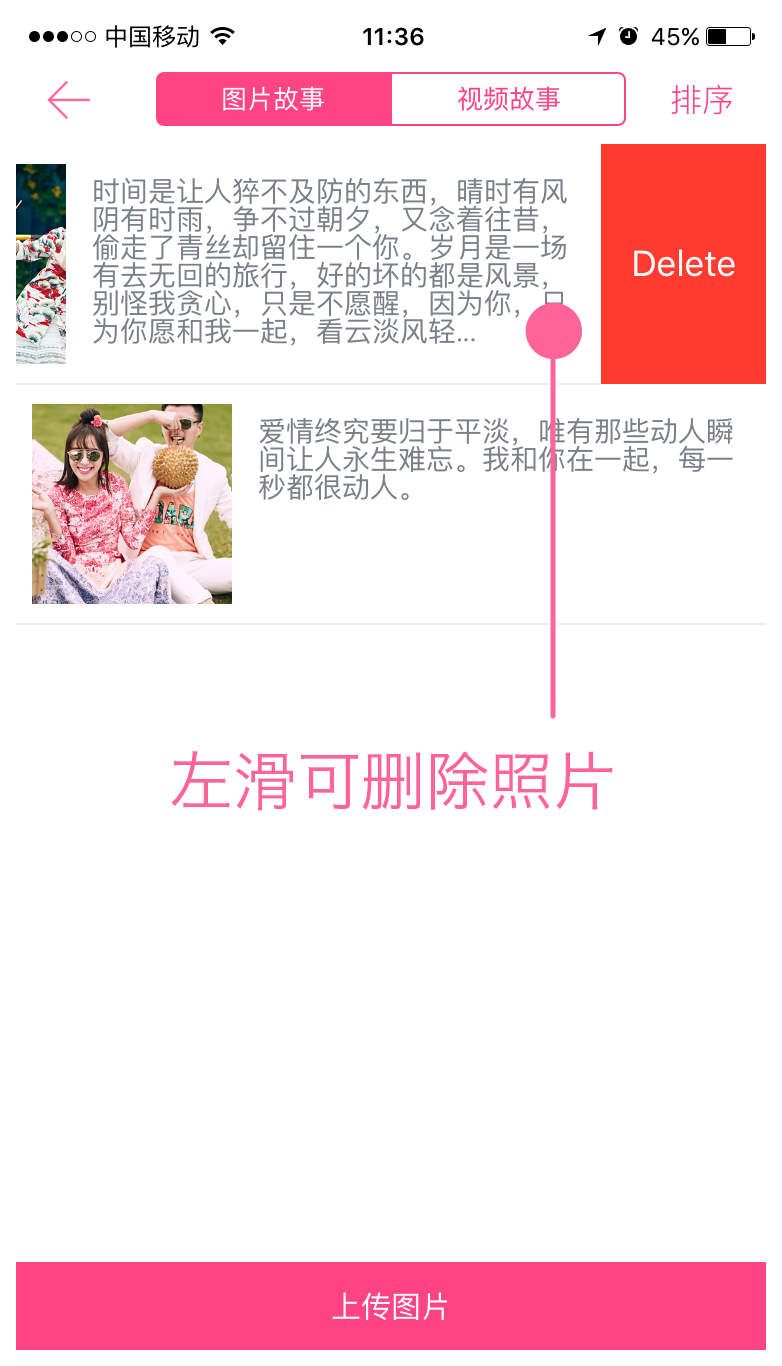 中国移动 11:36 45%
图片故事 视频故事 排序
时间是让人猝不及防的东西，晴时有风
阴有时雨，争不过朝夕，又念着往昔，
偷走了青丝却留住一个你。岁月是一场
有去无回的旅行，好的坏的都是风景，
别怪我贪心，只是不愿醒，因为你，只
为你愿和我一起，看云淡风轻...
Delete
爱情终究要归于平淡，唯有那些动人瞬
间让人永生难忘。我和你在一起，每一
秒都很动人。
左滑可删除照片
上传图片